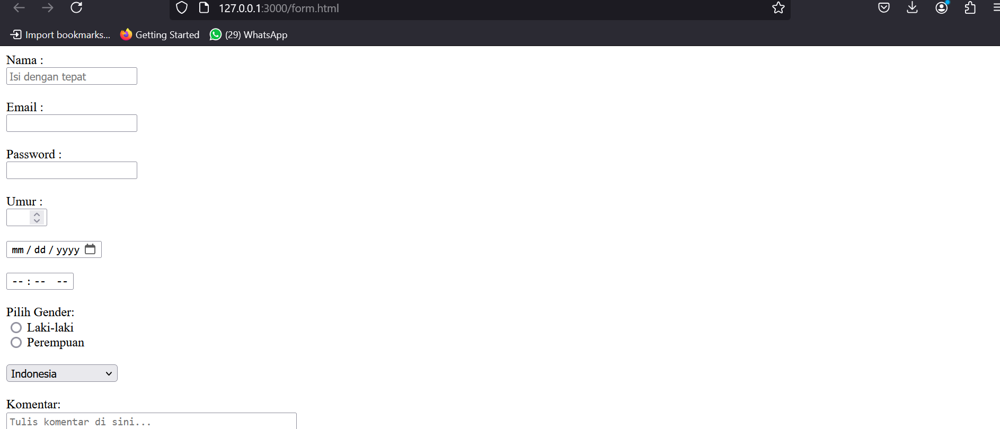 127.0.0.1:3000/form.html
Import bookmarks... Getting Started (29) WhatsApp
Nama :
Isi dengan tepat
Email :
Password :
Umur :
mm / dd / yyyy
-- : -- --
Pilih Gender:
Laki-laki
Perempuan
Indonesia
Komentar:
Tulis komentar di sini...